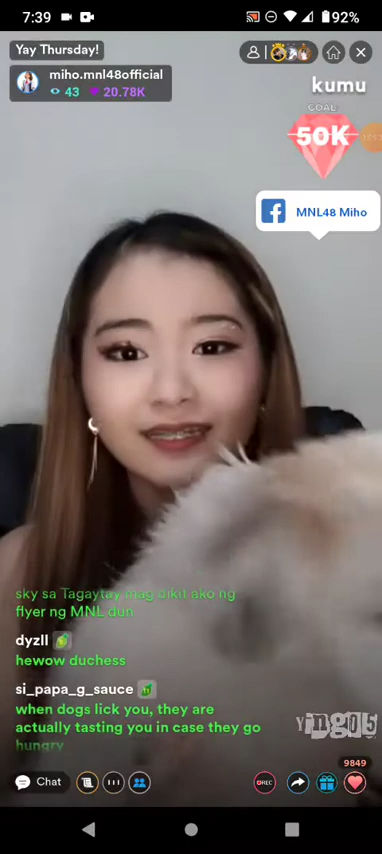 7:39
92%
Yay Thursday!
miho.mnl48official
43 20.78K
kumu
GOAL:
50K
MNL48 Miho
sky sa Tagaytay mag dikit ako ng
flyer ng MNL dun
dyzll
hewow duchess
si_papa_g_sauce
when dogs lick you, they are
actually tasting you in case they go
hungry
9849
Chat
REC